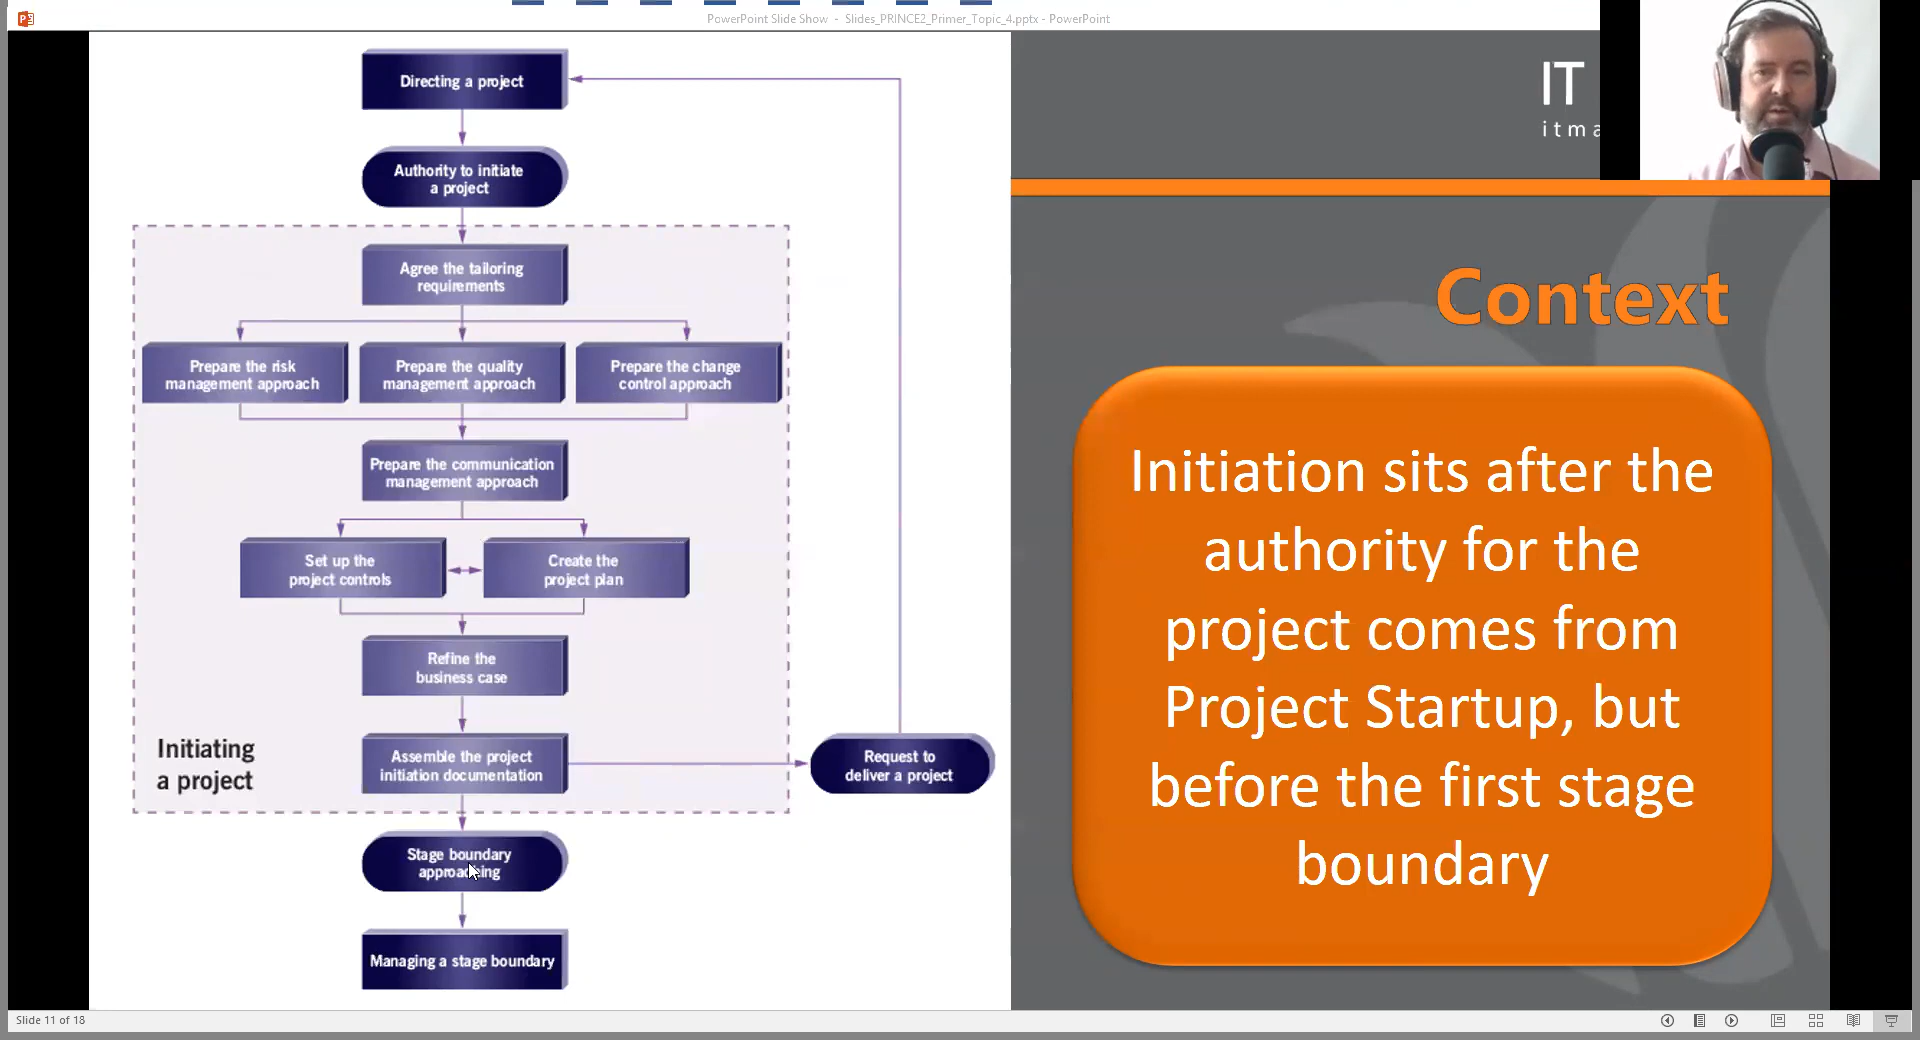 PowerPoint Slide Show - Slides_PRINCE2_Primer_Topic_4.pptx - PowerPoint
Directing a project
Authority to initiate
a project
Agree the tailoring
requirements
Prepare the risk
management approach
Prepare the quality
management approach
Prepare the change
control approach
Prepare the communication
management approach
Set up the
project controls
Create the
project plan
Refine the
business case
Assemble the project
initiation documentation
Initiating
a project
Request to
deliver a project
Stage boundary
approaching
Managing a stage boundary
IT
itma
Context
Initiation sits after the
authority for the
project comes from
Project Startup, but
before the first stage
boundary
Slide 11 of 18